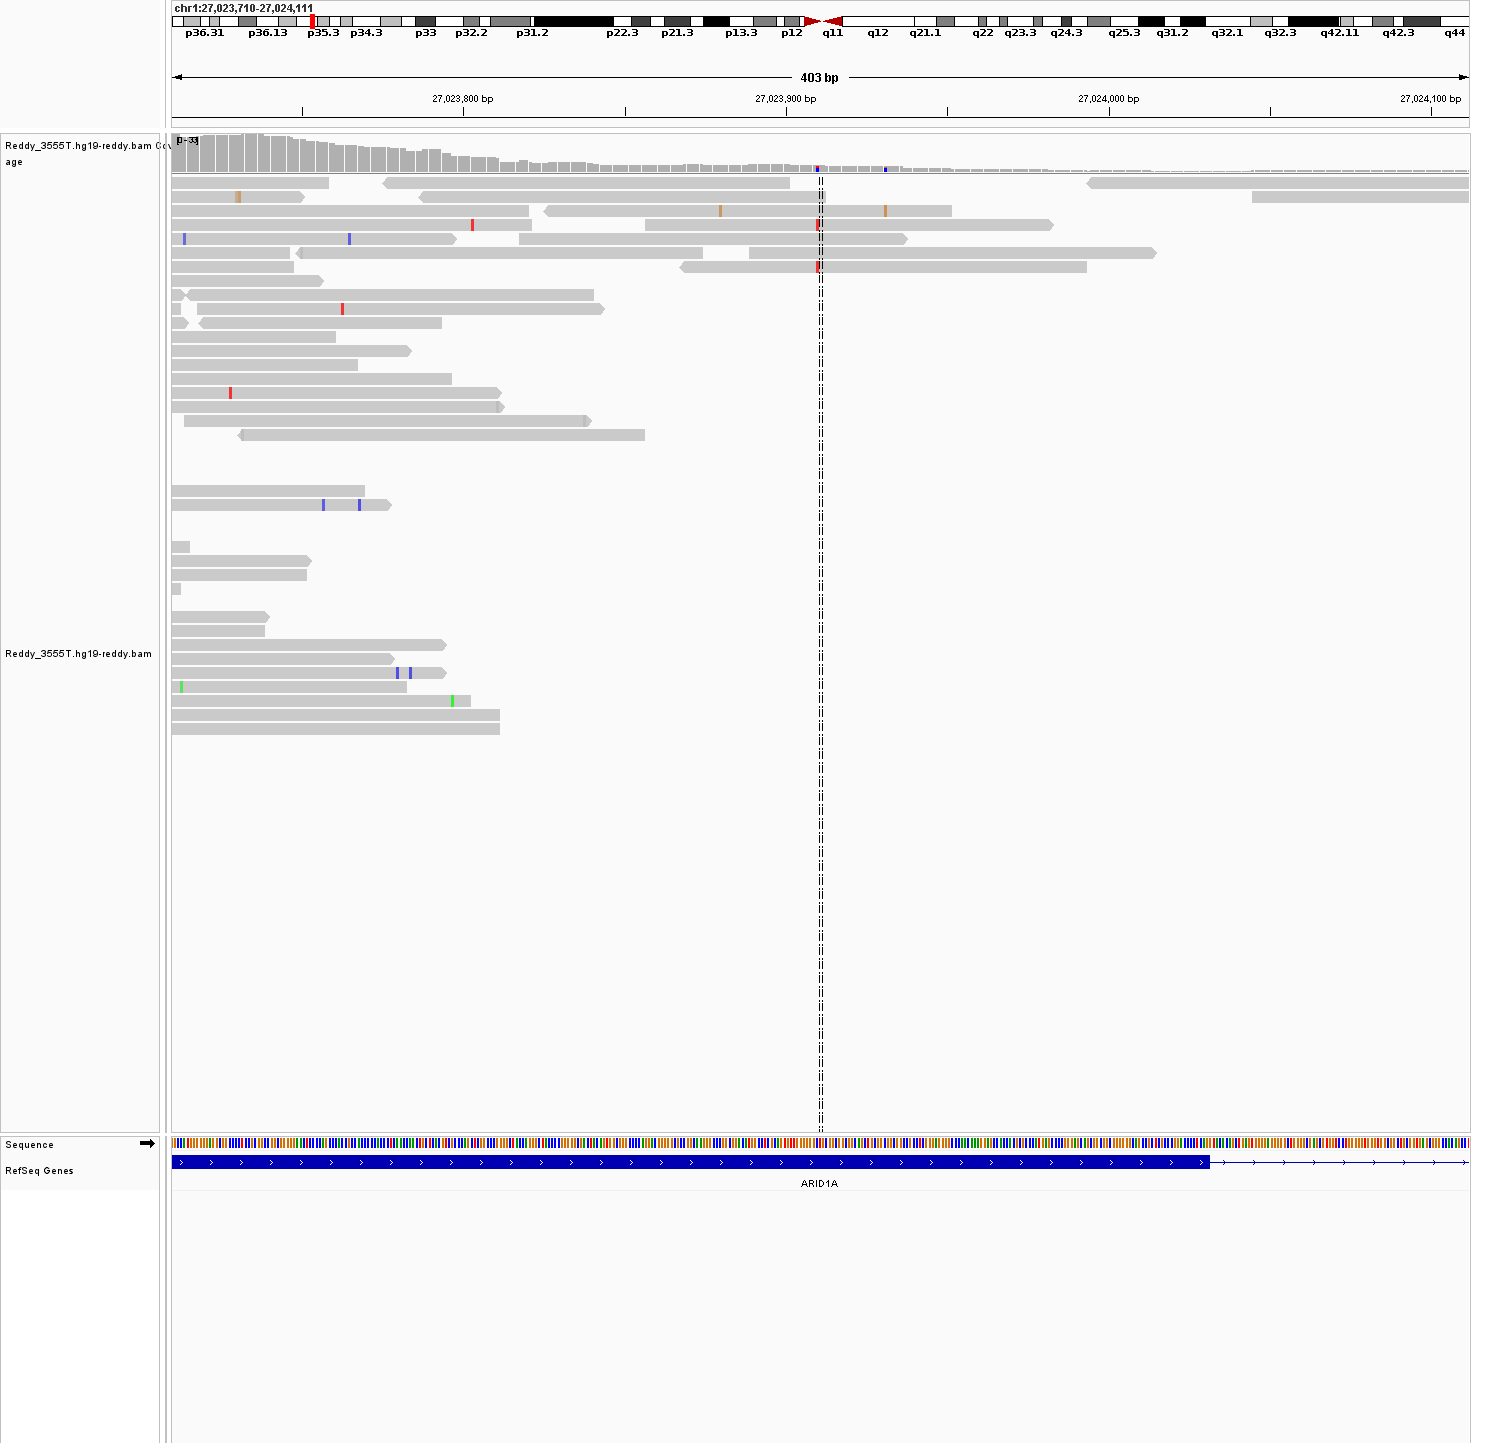 chr1:27,023,710-27,024,111
p36.31 p36.13 p35.3 p34.3 p33 p32.2 p31.2 p22.3 p21.3 p13.3 p12 q11 q12 q21.1 q22 q23.3 q24.3 q25.3 q31.2 q32.1 q32.3 q42.11 q42.3 q44
403 bp
27,023,800 bp 27,023,900 bp 27,024,000 bp 27,024,100 bp
[0 - 33]
Reddy_3555T.hg19-reddy.bam Cov
age
Reddy_3555T.hg19-reddy.bam
Sequence
RefSeq Genes
ARID1A